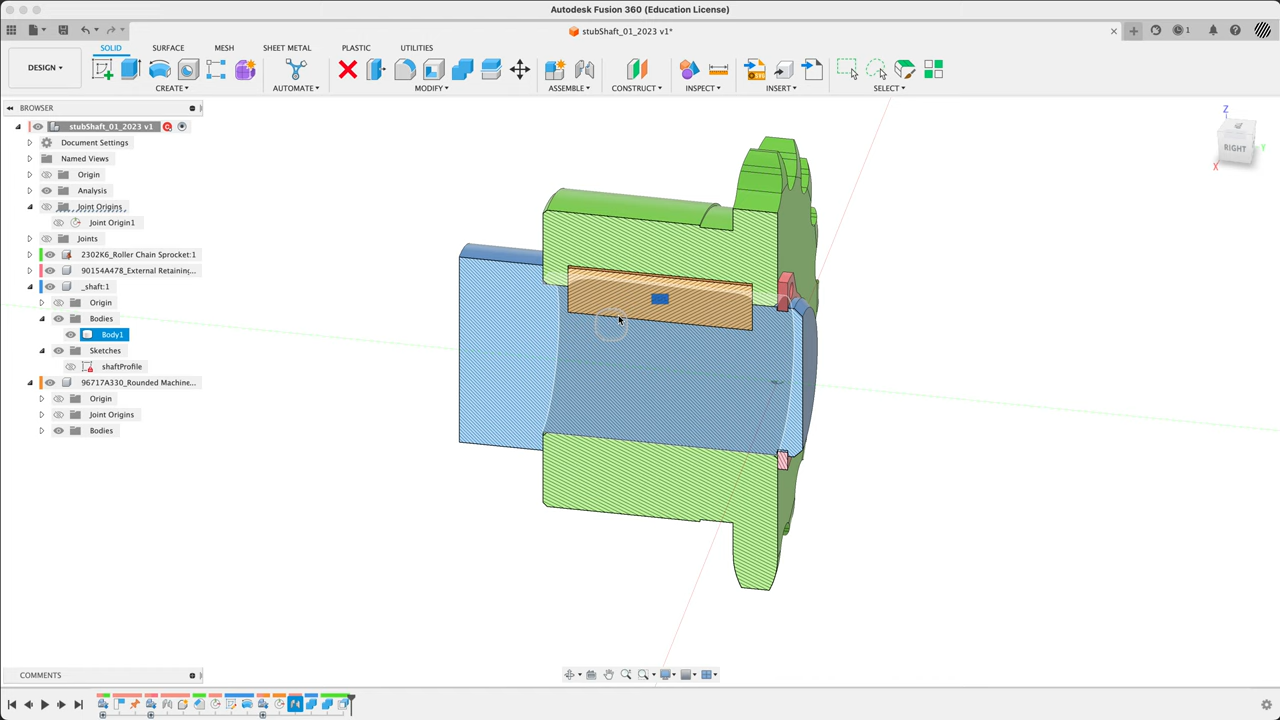 Autodesk Fusion 360 (Education License)
stubShaft_01_2023 v1*
1
DESIGN
SOLID
SURFACE
MESH
SHEET METAL
PLASTIC
UTILITIES
CREATE
AUTOMATE
MODIFY
ASSEMBLE
CONSTRUCT
INSPECT
INSERT
SELECT
BROWSER
stubShaft_01_2023 v1
Document Settings
Named Views
Origin
Analysis
Joint Origins
Joint Origin1
Joints
2302K6_Roller Chain Sprocket:1
90154A478_External Retaining...
_shaft:1
Origin
Bodies
Body1
Sketches
shaftProfile
96717A330_Rounded Machine...
Origin
Joint Origins
Bodies
Z
RIGHT
Y
X
COMMENTS